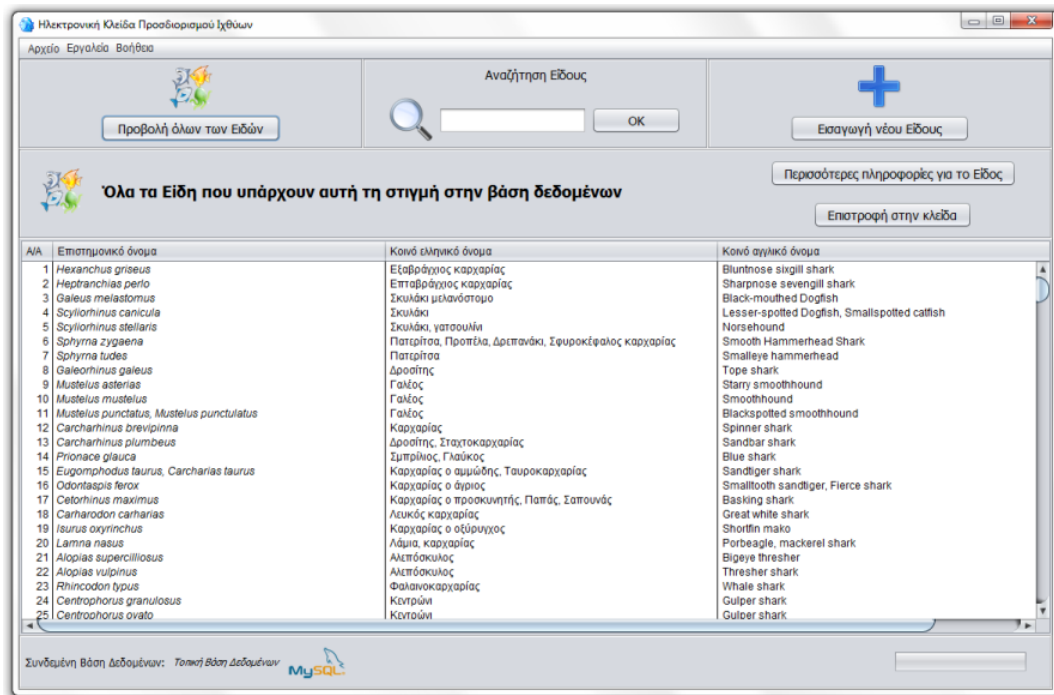 Ηλεκτρονική Κλείδα Προσδιορισμού Ιχθύων
Αρχείο Εργαλεία Βοήθεια
Προβολή όλων των Ειδών
Αναζήτηση Είδους
OK
Εισαγωγή νέου Είδους
Όλα τα Είδη που υπάρχουν αυτή τη στιγμή στην βάση δεδομένων
Περισσότερες πληροφορίες για το Είδος
Επιστροφή στην κλείδα
Α/Α Επιστημονικό όνομα Κοινό ελληνικό όνομα Κοινό αγγλικό όνομα
1 Hexanchus griseus Εξαβράγχιος καρχαρίας Bluntnose sixgill shark
2 Heptranchias perlo Επταβράγχιος καρχαρίας Sharpnose sevengill shark
3 Galeus melastomus Σκυλάκι μελανόστομο Black-mouthed Dogfish
4 Scyliorhinus canicula Σκυλάκι Lesser-spotted Dogfish, Smallspotted catfish
5 Scyliorhinus stellaris Σκυλάκι, γατσουλίνι Norsehound
6 Sphyrna zygaena Πατερίτσα, Προπέλα, Δρεπανάκι, Σφυροκέφαλος καρχαρίας Smooth Hammerhead Shark
7 Sphyrna tudes Πατερίτσα Smalleye hammerhead
8 Galeorhinus galeus Δροσίτης Tope shark
9 Mustelus asterias Γαλέος Starry smoothhound
10 Mustelus mustelus Γαλέος Smoothhound
11 Mustelus punctatus, Mustelus punctulatus Γαλέος Blackspotted smoothhound
12 Carcharhinus brevipinna Καρχαρίας Spinner shark
13 Carcharhinus plumbeus Δροσίτης, Σταχτοκαρχαρίας Sandbar shark
14 Prionace glauca Σμπρίλιος, Γλαύκος Blue shark
15 Eugomphodus taurus, Carcharias taurus Καρχαρίας ο αμμώδης, Ταυροκαρχαρίας Sandtiger shark
16 Odontaspis ferox Καρχαρίας ο άγριος Smalltooth sandtiger, Fierce shark
17 Cetorhinus maximus Καρχαρίας ο προσκυνητής, Παπάς, Σαπουνάς Basking shark
18 Carharodon carharias Λευκός καρχαρίας Great white shark
19 Isurus oxyrinchus Καρχαρίας ο οξύρυγχος Shortfin mako
20 Lamna nasus Λάμια, καρχαρίας Porbeagle, mackerel shark
21 Alopias supercilliosus Αλεπόσκυλος Bigeye thresher
22 Alopias vulpinus Αλεπόσκυλος Thresher shark
23 Rhincodon typus Φαλαινοκαρχαρίας Whale shark
24 Centrophorus granulosus Κεντρώνι Gulper shark
25 Centrophorus ovato Κεντρώνι Gulper shark
Συνδεμένη Βάση Δεδομένων: Τοπική Βάση Δεδομένων MySQL